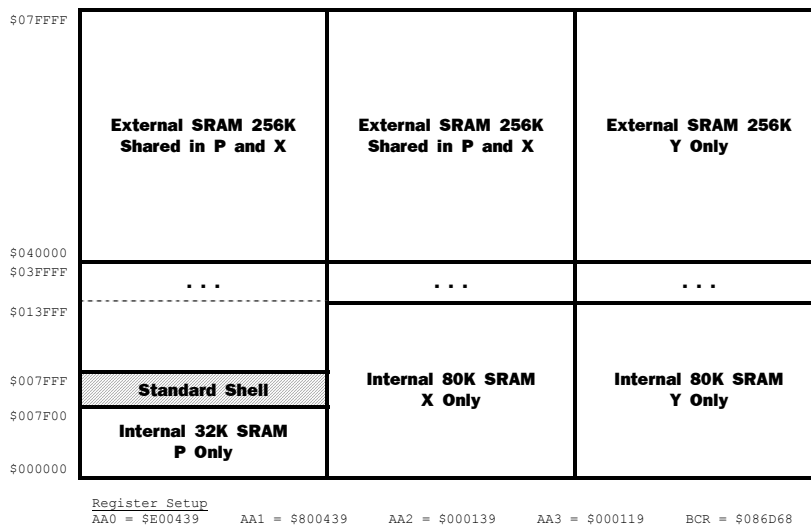 $07FFFF
External SRAM 256K
Shared in P and X
External SRAM 256K
Shared in P and X
External SRAM 256K
Y Only
$040000
$03FFFF
. . .
. . .
. . .
$013FFF
$007FFF
Standard Shell
Internal 80K SRAM
X Only
Internal 80K SRAM
Y Only
$007F00
Internal 32K SRAM
P Only
$000000
Register Setup
AA0 = $E00439 AA1 = $800439 AA2 = $000139 AA3 = $000119 BCR = $086D68